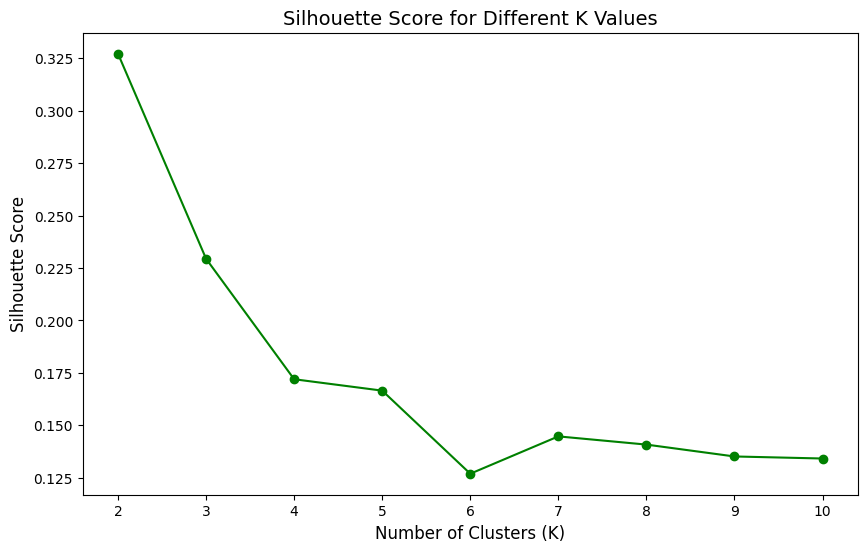 Silhouette Score for Different K Values
Silhouette Score
0.325
0.300
0.275
0.250
0.225
0.200
0.175
0.150
0.125
2 3 4 5 6 7 8 9 10
Number of Clusters (K)